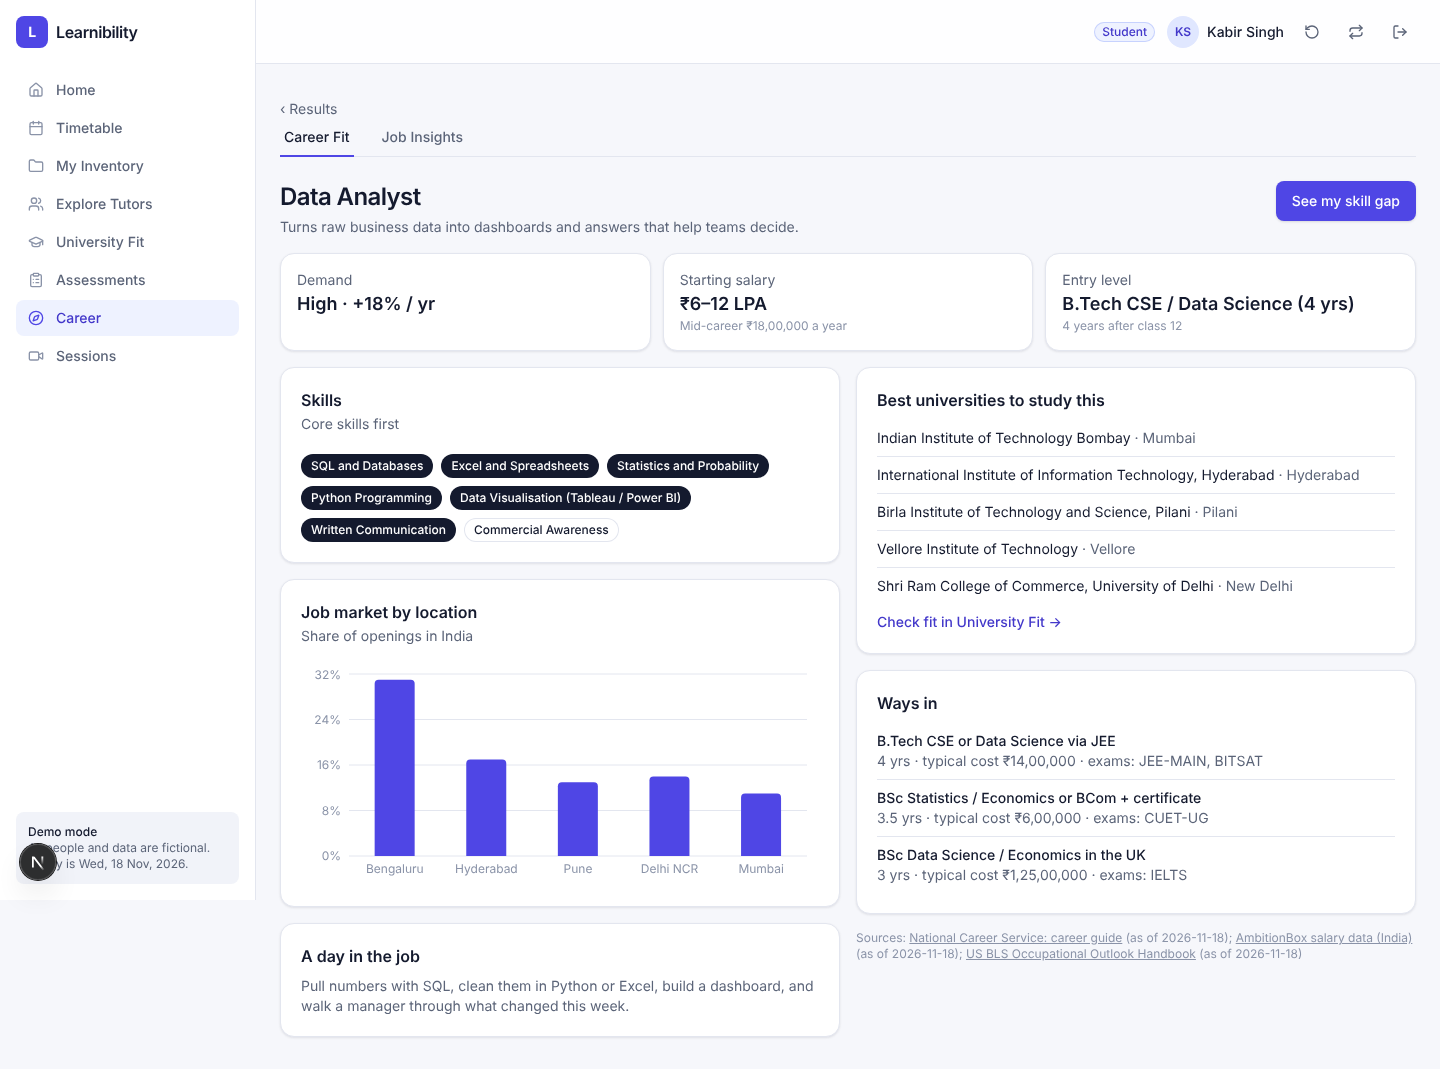 L Learnibility
Student KS Kabir Singh
Home
Timetable
My Inventory
Explore Tutors
University Fit
Assessments
Career
Sessions
Demo mode
people and data are fictional.
is Wed, 18 Nov, 2026.
N
‹ Results
Career Fit Job Insights
Data Analyst
See my skill gap
Turns raw business data into dashboards and answers that help teams decide.
Demand
High · +18% / yr
Starting salary
₹6–12 LPA
Mid-career ₹18,00,000 a year
Entry level
B.Tech CSE / Data Science (4 yrs)
4 years after class 12
Skills
Core skills first
SQL and Databases Excel and Spreadsheets Statistics and Probability
Python Programming Data Visualisation (Tableau / Power BI)
Written Communication Commercial Awareness
Job market by location
Share of openings in India
32%
24%
16%
8%
0%
Bengaluru Hyderabad Pune Delhi NCR Mumbai
A day in the job
Pull numbers with SQL, clean them in Python or Excel, build a dashboard, and
walk a manager through what changed this week.
Best universities to study this
Indian Institute of Technology Bombay · Mumbai
International Institute of Information Technology, Hyderabad · Hyderabad
Birla Institute of Technology and Science, Pilani · Pilani
Vellore Institute of Technology · Vellore
Shri Ram College of Commerce, University of Delhi · New Delhi
Check fit in University Fit →
Ways in
B.Tech CSE or Data Science via JEE
4 yrs · typical cost ₹14,00,000 · exams: JEE-MAIN, BITSAT
BSc Statistics / Economics or BCom + certificate
3.5 yrs · typical cost ₹6,00,000 · exams: CUET-UG
BSc Data Science / Economics in the UK
3 yrs · typical cost ₹1,25,00,000 · exams: IELTS
Sources: National Career Service: career guide (as of 2026-11-18); AmbitionBox salary data (India)
(as of 2026-11-18); US BLS Occupational Outlook Handbook (as of 2026-11-18)